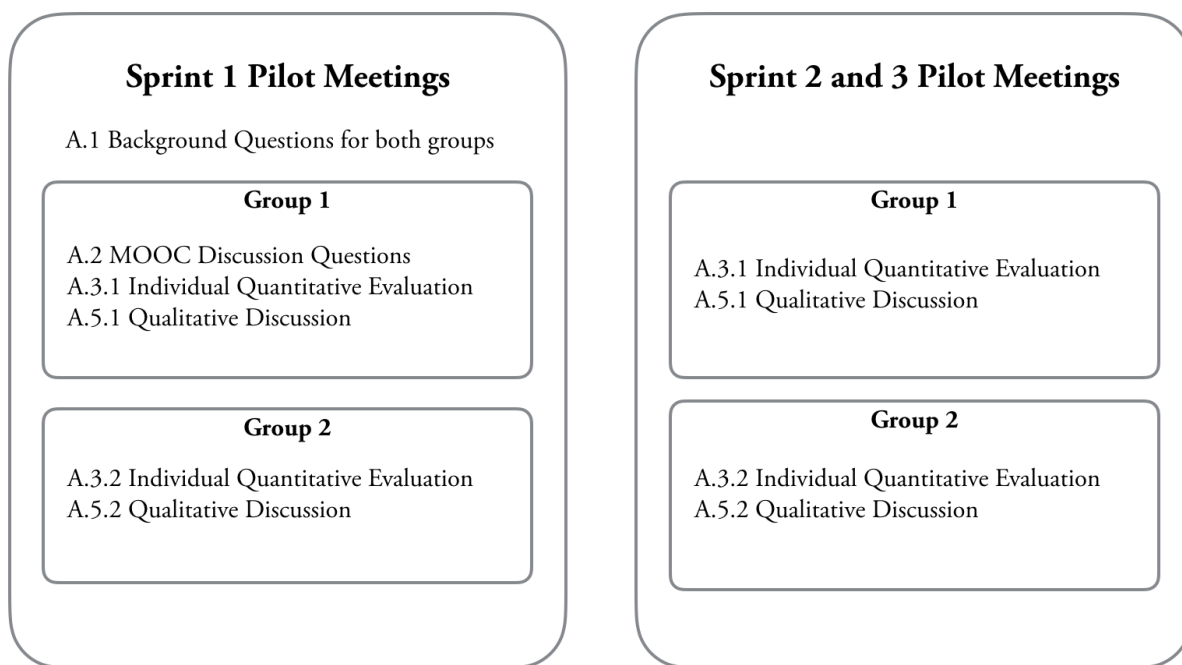 Sprint 1 Pilot Meetings
A.1 Background Questions for both groups
Group 1
A.2 MOOC Discussion Questions
A.3.1 Individual Quantitative Evaluation
A.5.1 Qualitative Discussion
Group 2
A.3.2 Individual Quantitative Evaluation
A.5.2 Qualitative Discussion
Sprint 2 and 3 Pilot Meetings
Group 1
A.3.1 Individual Quantitative Evaluation
A.5.1 Qualitative Discussion
Group 2
A.3.2 Individual Quantitative Evaluation
A.5.2 Qualitative Discussion